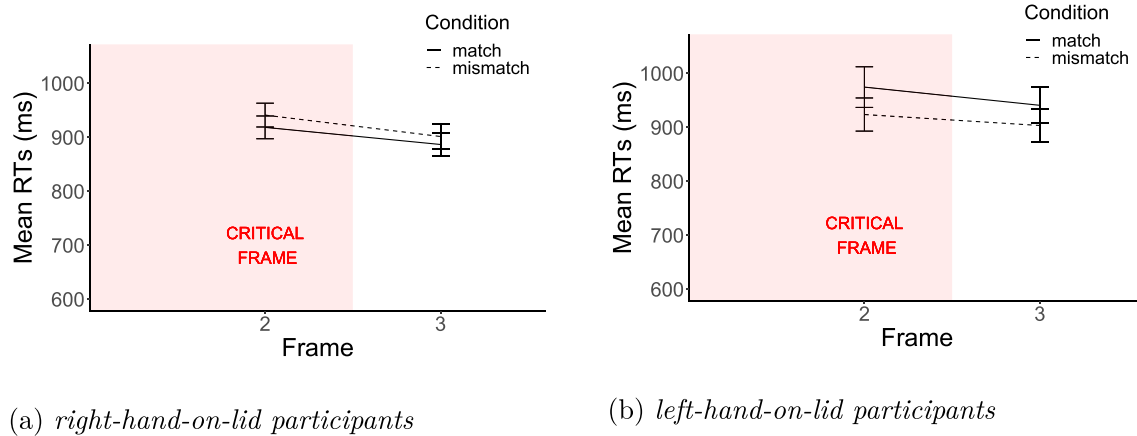 Condition
match
mismatch
1000
900
800
700
600
Mean RTs (ms)
CRITICAL
FRAME
2
3
Frame
(a) right-hand-on-lid participants
Condition
match
mismatch
1000
900
800
700
600
Mean RTs (ms)
CRITICAL
FRAME
2
3
Frame
(b) left-hand-on-lid participants